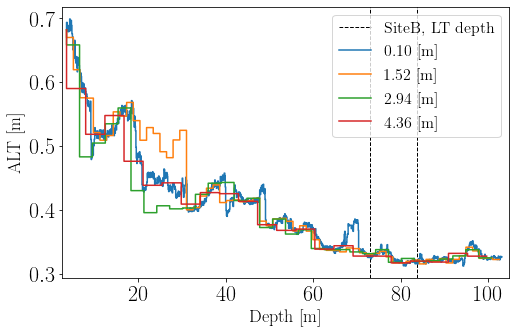 0.7
0.6
0.5
0.4
0.3
ALT [m]
20
40
60
80
100
Depth [m]
SiteB, LT depth
0.10 [m]
1.52 [m]
2.94 [m]
4.36 [m]